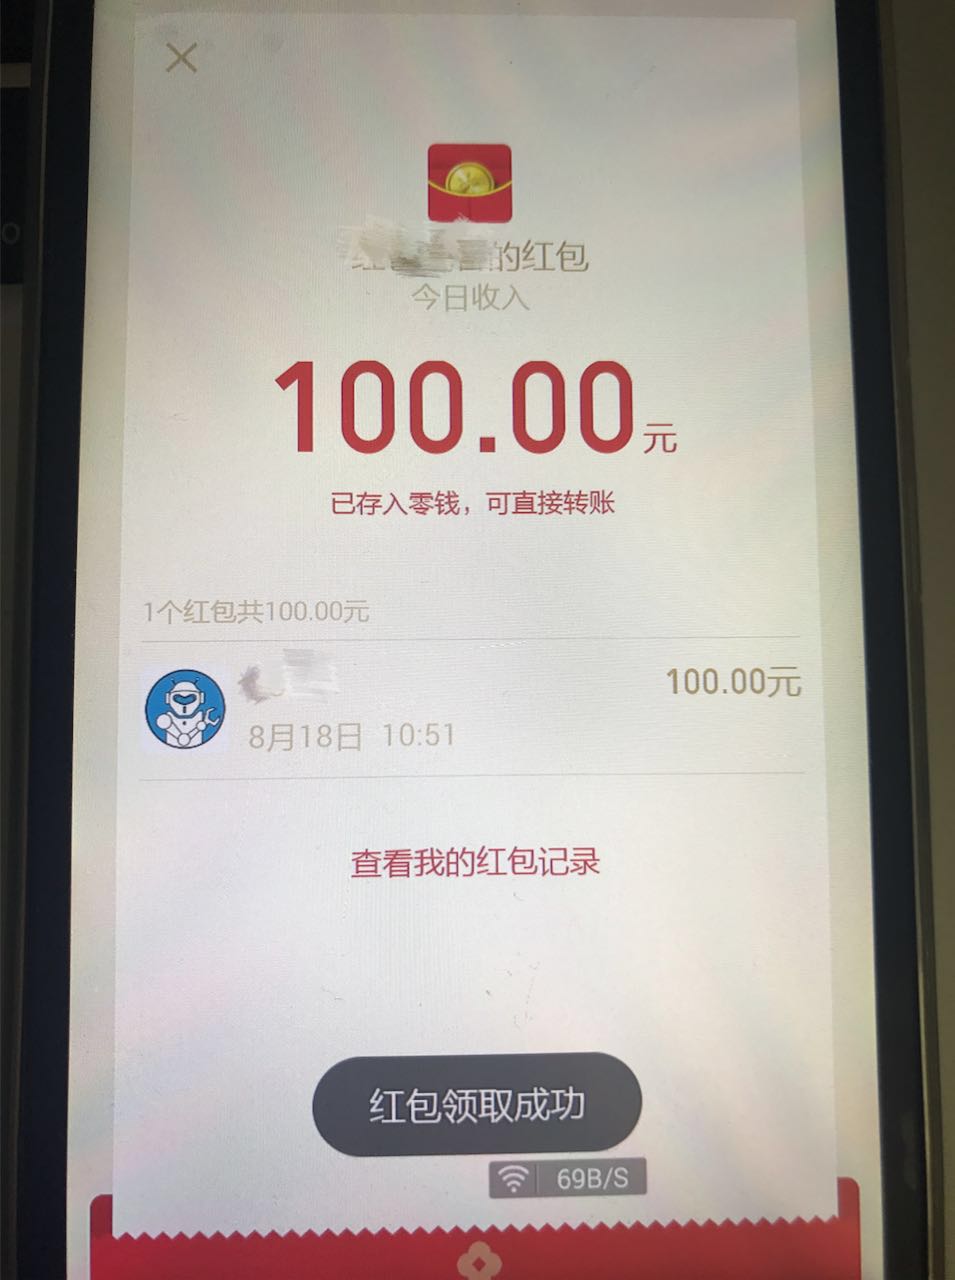 的红包
今日收入
100.00元
已存入零钱，可直接转账
1个红包共100.00元
100.00元
8月18日 10:51
查看我的红包记录
红包领取成功
69B/S